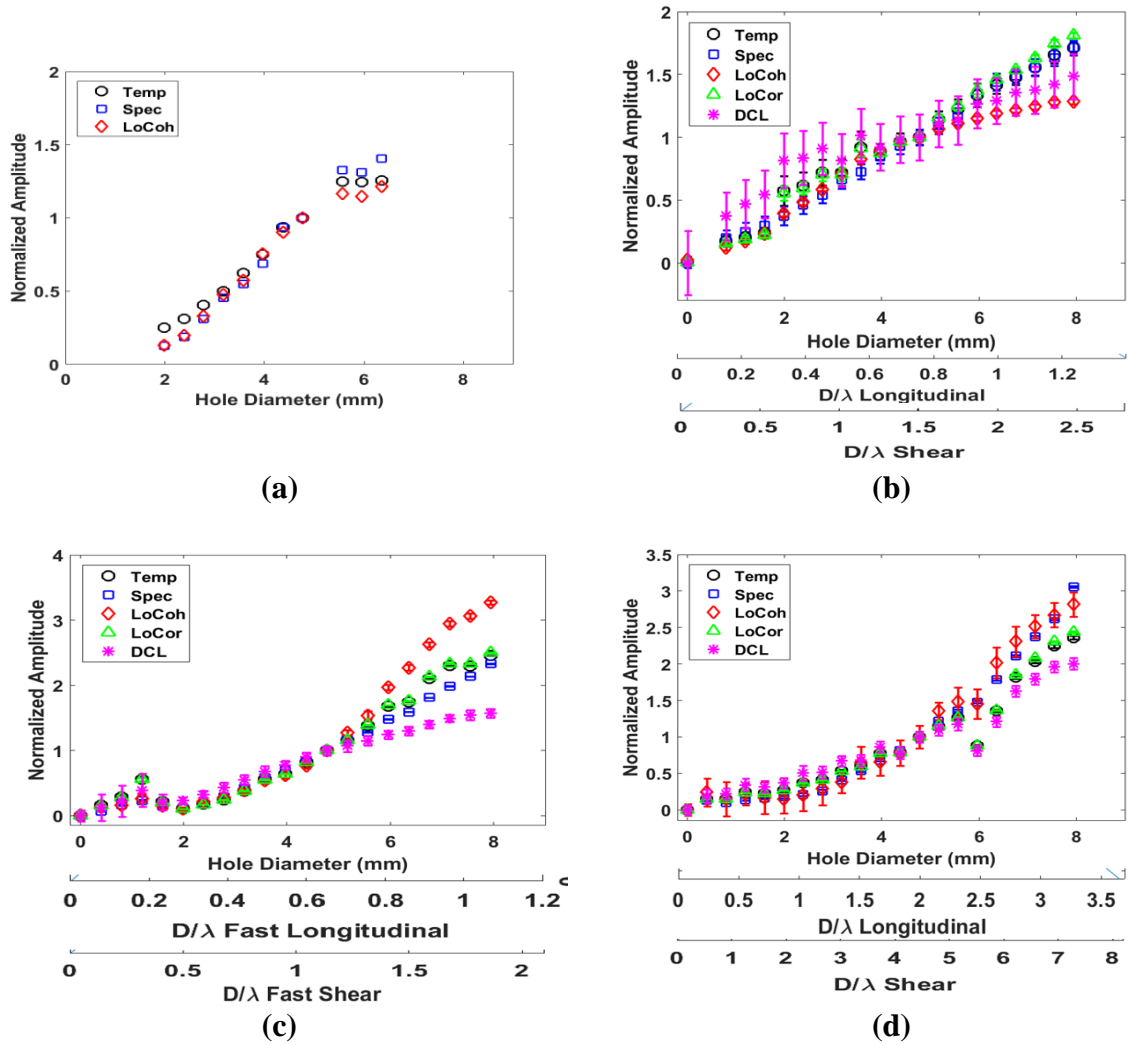 2
1.5
1
0.5
0
Normalized Amplitude
Temp
Spec
LoCoh
0 2 4 6 8
Hole Diameter (mm)
(a)
2
1.5
1
0.5
0
Normalized Amplitude
Temp
Spec
LoCoh
LoCor
DCL
0 2 4 6 8
Hole Diameter (mm)
0 0.2 0.4 0.6 0.8 1 1.2
D/λ Longitudinal
0 0.5 1 1.5 2 2.5
D/λ Shear
(b)
4
3
2
1
0
Normalized Amplitude
Temp
Spec
LoCoh
LoCor
DCL
0 2 4 6 8
Hole Diameter (mm)
0 0.2 0.4 0.6 0.8 1 1.2
D/λ Fast Longitudinal
0 0.5 1 1.5 2
D/λ Fast Shear
(c)
3.5
3
2.5
2
1.5
1
0.5
0
Normalized Amplitude
Temp
Spec
LoCoh
LoCor
DCL
0 2 4 6 8
Hole Diameter (mm)
0 0.5 1 1.5 2 2.5 3 3.5
D/λ Longitudinal
0 1 2 3 4 5 6 7 8
D/λ Shear
(d)